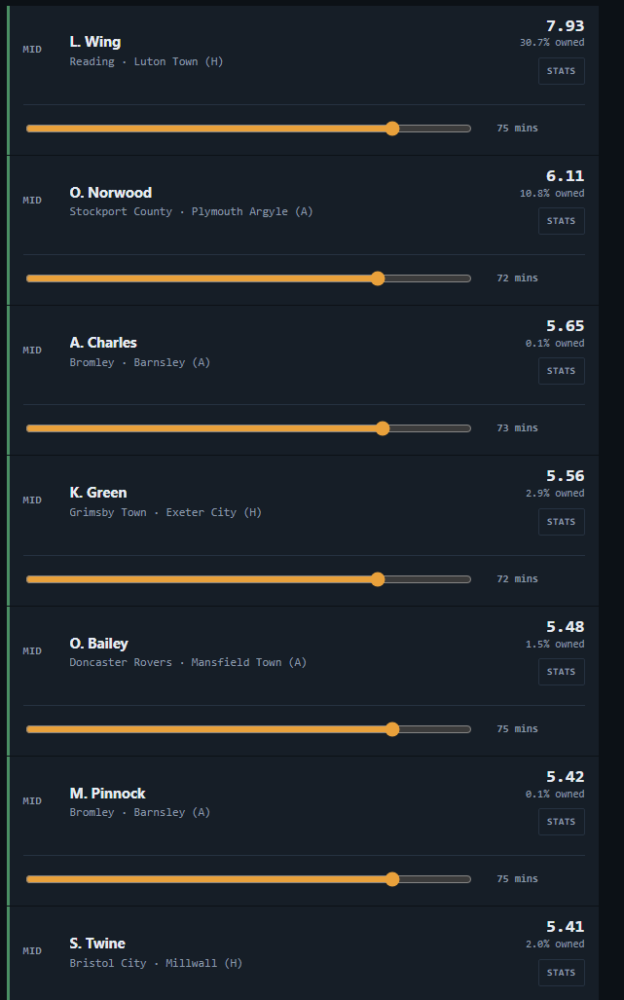 7.93
MID
L. Wing
30.7% owned
Reading · Luton Town (H)
STATS
75 mins
6.11
MID
O. Norwood
10.8% owned
Stockport County · Plymouth Argyle (A)
STATS
72 mins
5.65
MID
A. Charles
0.1% owned
Bromley · Barnsley (A)
STATS
73 mins
5.56
MID
K. Green
2.9% owned
Grimsby Town · Exeter City (H)
STATS
72 mins
5.48
MID
O. Bailey
1.5% owned
Doncaster Rovers · Mansfield Town (A)
STATS
75 mins
5.42
MID
M. Pinnock
0.1% owned
Bromley · Barnsley (A)
STATS
75 mins
5.41
MID
S. Twine
2.0% owned
Bristol City · Millwall (H)
STATS